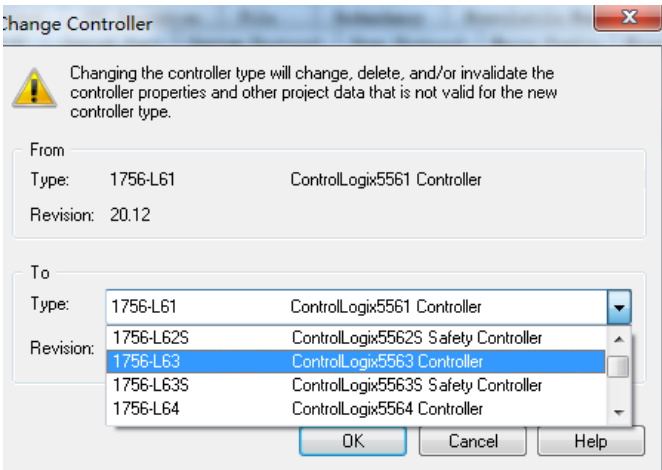 Change Controller
Changing the controller type will change, delete, and/or invalidate the
controller properties and other project data that is not valid for the new
controller type.
From
Type: 1756-L61 ControlLogix5561 Controller
Revision: 20.12
To
Type: 1756-L61 ControlLogix5561 Controller
1756-L62S ControlLogix5562S Safety Controller
Revision: 1756-L63 ControlLogix5563 Controller
1756-L63S ControlLogix5563S Safety Controller
1756-L64 ControlLogix5564 Controller
OK Cancel Help